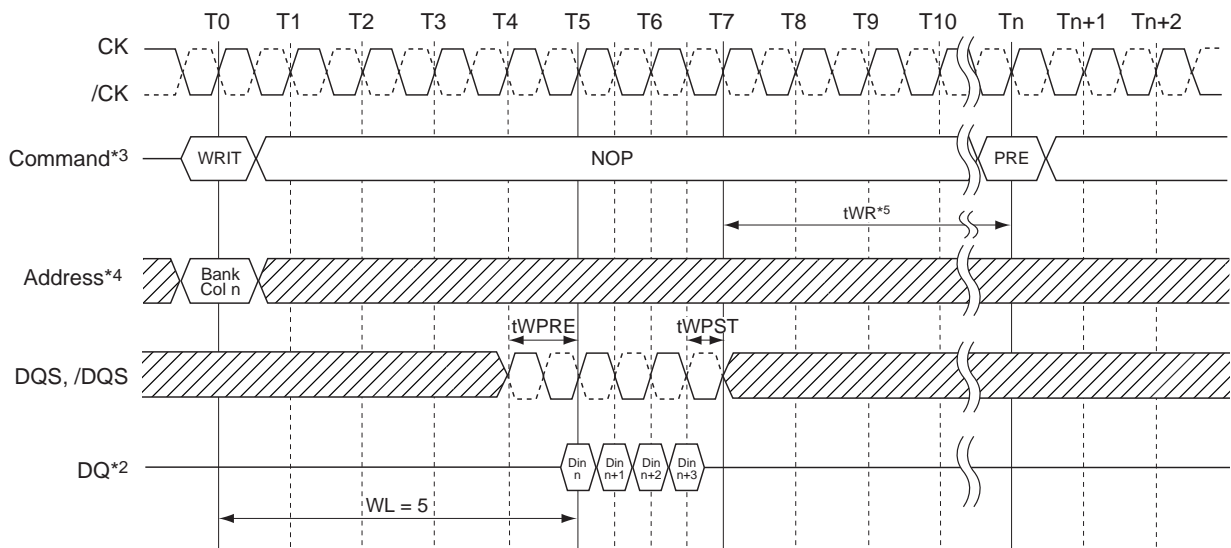 T0 T1 T2 T3 T4 T5 T6 T7 T8 T9 T10 Tn Tn+1 Tn+2
CK
/CK
Command*3 WRIT NOP PRE
tWR*5
Address*4 Bank
Col n
tWPRE tWPST
DQS, /DQS
DQ*2 Din n Din n+1 Din n+2 Din n+3
WL = 5